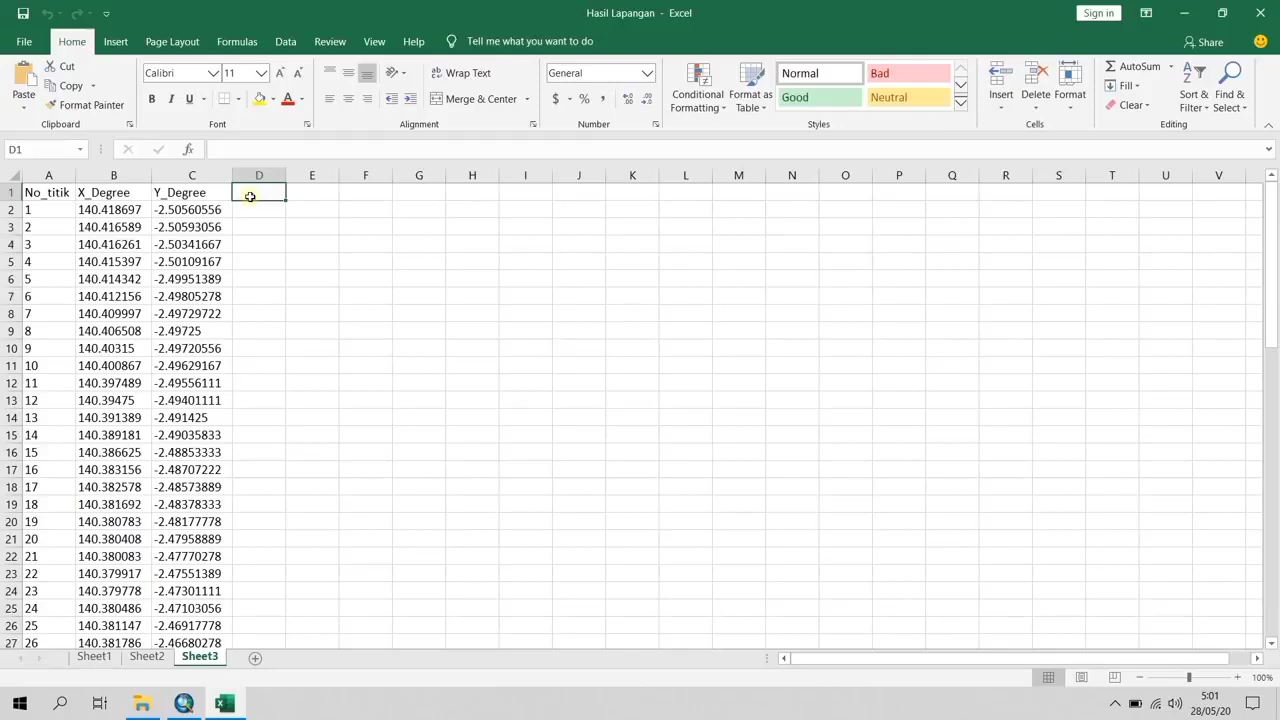 Hasil Lapangan - Excel
Sign in
File Home Insert Page Layout Formulas Data Review View Help Tell me what you want to do Share
Paste
Cut
Copy
Format Painter
Clipboard
Calibri 11
B I U
Font
Wrap Text
Merge & Center
Alignment
General
$ % ,
Number
Conditional Formatting
Format as Table
Normal Bad
Good Neutral
Styles
Insert Delete Format
Cells
AutoSum
Fill
Clear
Sort & Filter
Find & Select
Editing
D1 fx
A B C D E F G H I J K L M N O P Q R S T U V
1 No_titik X_Degree Y_Degree
2 1 140.418697 -2.50560556
3 2 140.416589 -2.50593056
4 3 140.416261 -2.50341667
5 4 140.415397 -2.50109167
6 5 140.414342 -2.49951389
7 6 140.412156 -2.49805278
8 7 140.409997 -2.49729722
9 8 140.406508 -2.49725
10 9 140.40315 -2.49720556
11 10 140.400867 -2.49629167
12 11 140.397489 -2.49556111
13 12 140.39475 -2.49401111
14 13 140.391389 -2.491425
15 14 140.389181 -2.49035833
16 15 140.386625 -2.48853333
17 16 140.383156 -2.48707222
18 17 140.382578 -2.48573889
19 18 140.381692 -2.48378333
20 19 140.380783 -2.48177778
21 20 140.380408 -2.47958889
22 21 140.380083 -2.47770278
23 22 140.379917 -2.47551389
24 23 140.379778 -2.47301111
25 24 140.380486 -2.47103056
26 25 140.381147 -2.46917778
27 26 140.381786 -2.46680278
Sheet1 Sheet2 Sheet3
100%
5:01
28/05/20